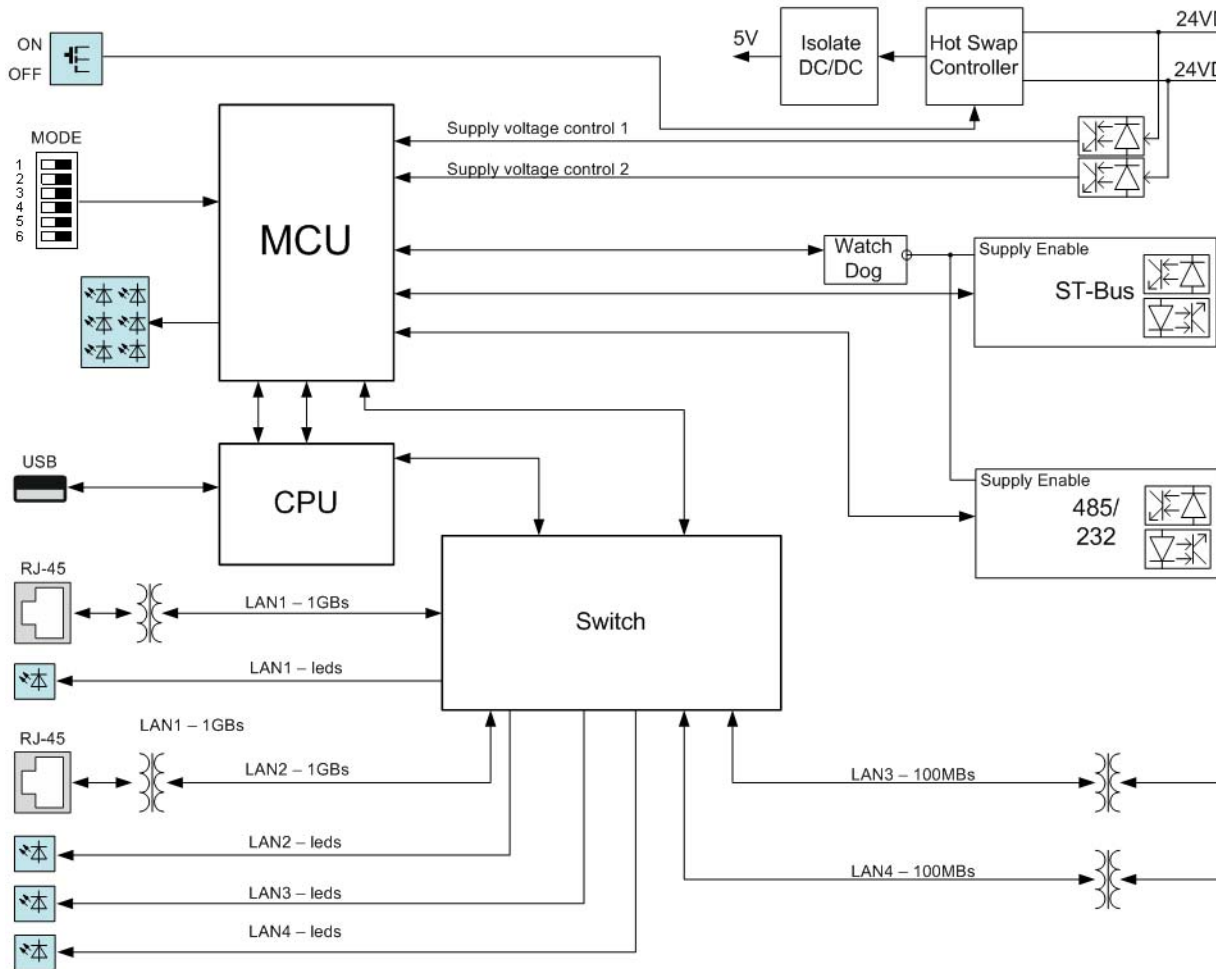 ON
OFF
5V
Isolate
DC/DC
Hot Swap
Controller
24VD
24VD
MODE
1
2
3
4
5
6
Supply voltage control 1
Supply voltage control 2
MCU
Watch
Dog
Supply Enable
ST-Bus
USB
CPU
Supply Enable
485/
232
RJ-45
LAN1 – 1GBs
Switch
LAN1 – leds
RJ-45
LAN1 – 1GBs
LAN2 – 1GBs
LAN3 – 100MBs
LAN2 – leds
LAN4 – 100MBs
LAN3 – leds
LAN4 – leds